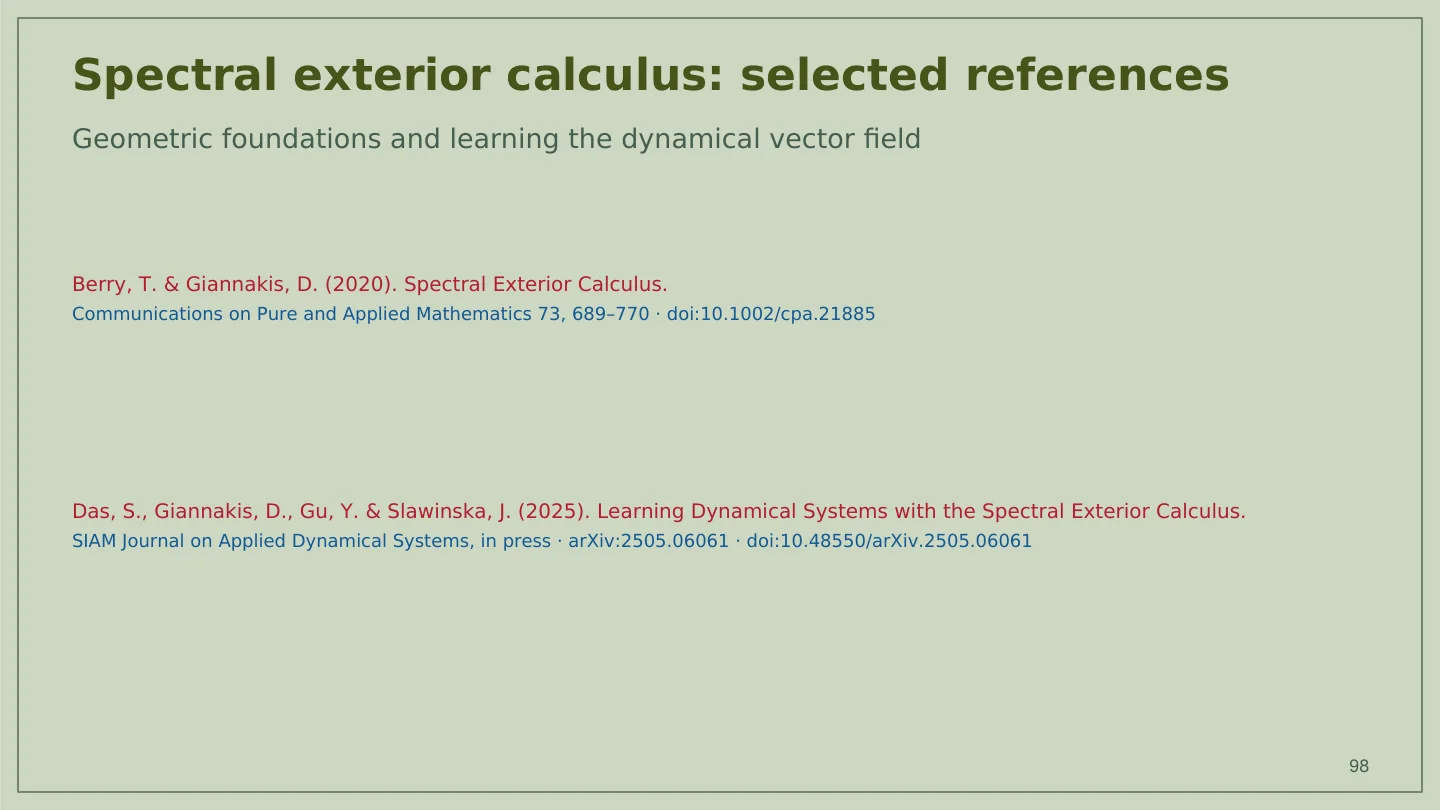 Spectral exterior calculus: selected references
Geometric foundations and learning the dynamical vector field
Berry, T. & Giannakis, D. (2020). Spectral Exterior Calculus.
Communications on Pure and Applied Mathematics 73, 689–770 · doi:10.1002/cpa.21885
Das, S., Giannakis, D., Gu, Y. & Slawinska, J. (2025). Learning Dynamical Systems with the Spectral Exterior Calculus.
SIAM Journal on Applied Dynamical Systems, in press · arXiv:2505.06061 · doi:10.48550/arXiv.2505.06061
98